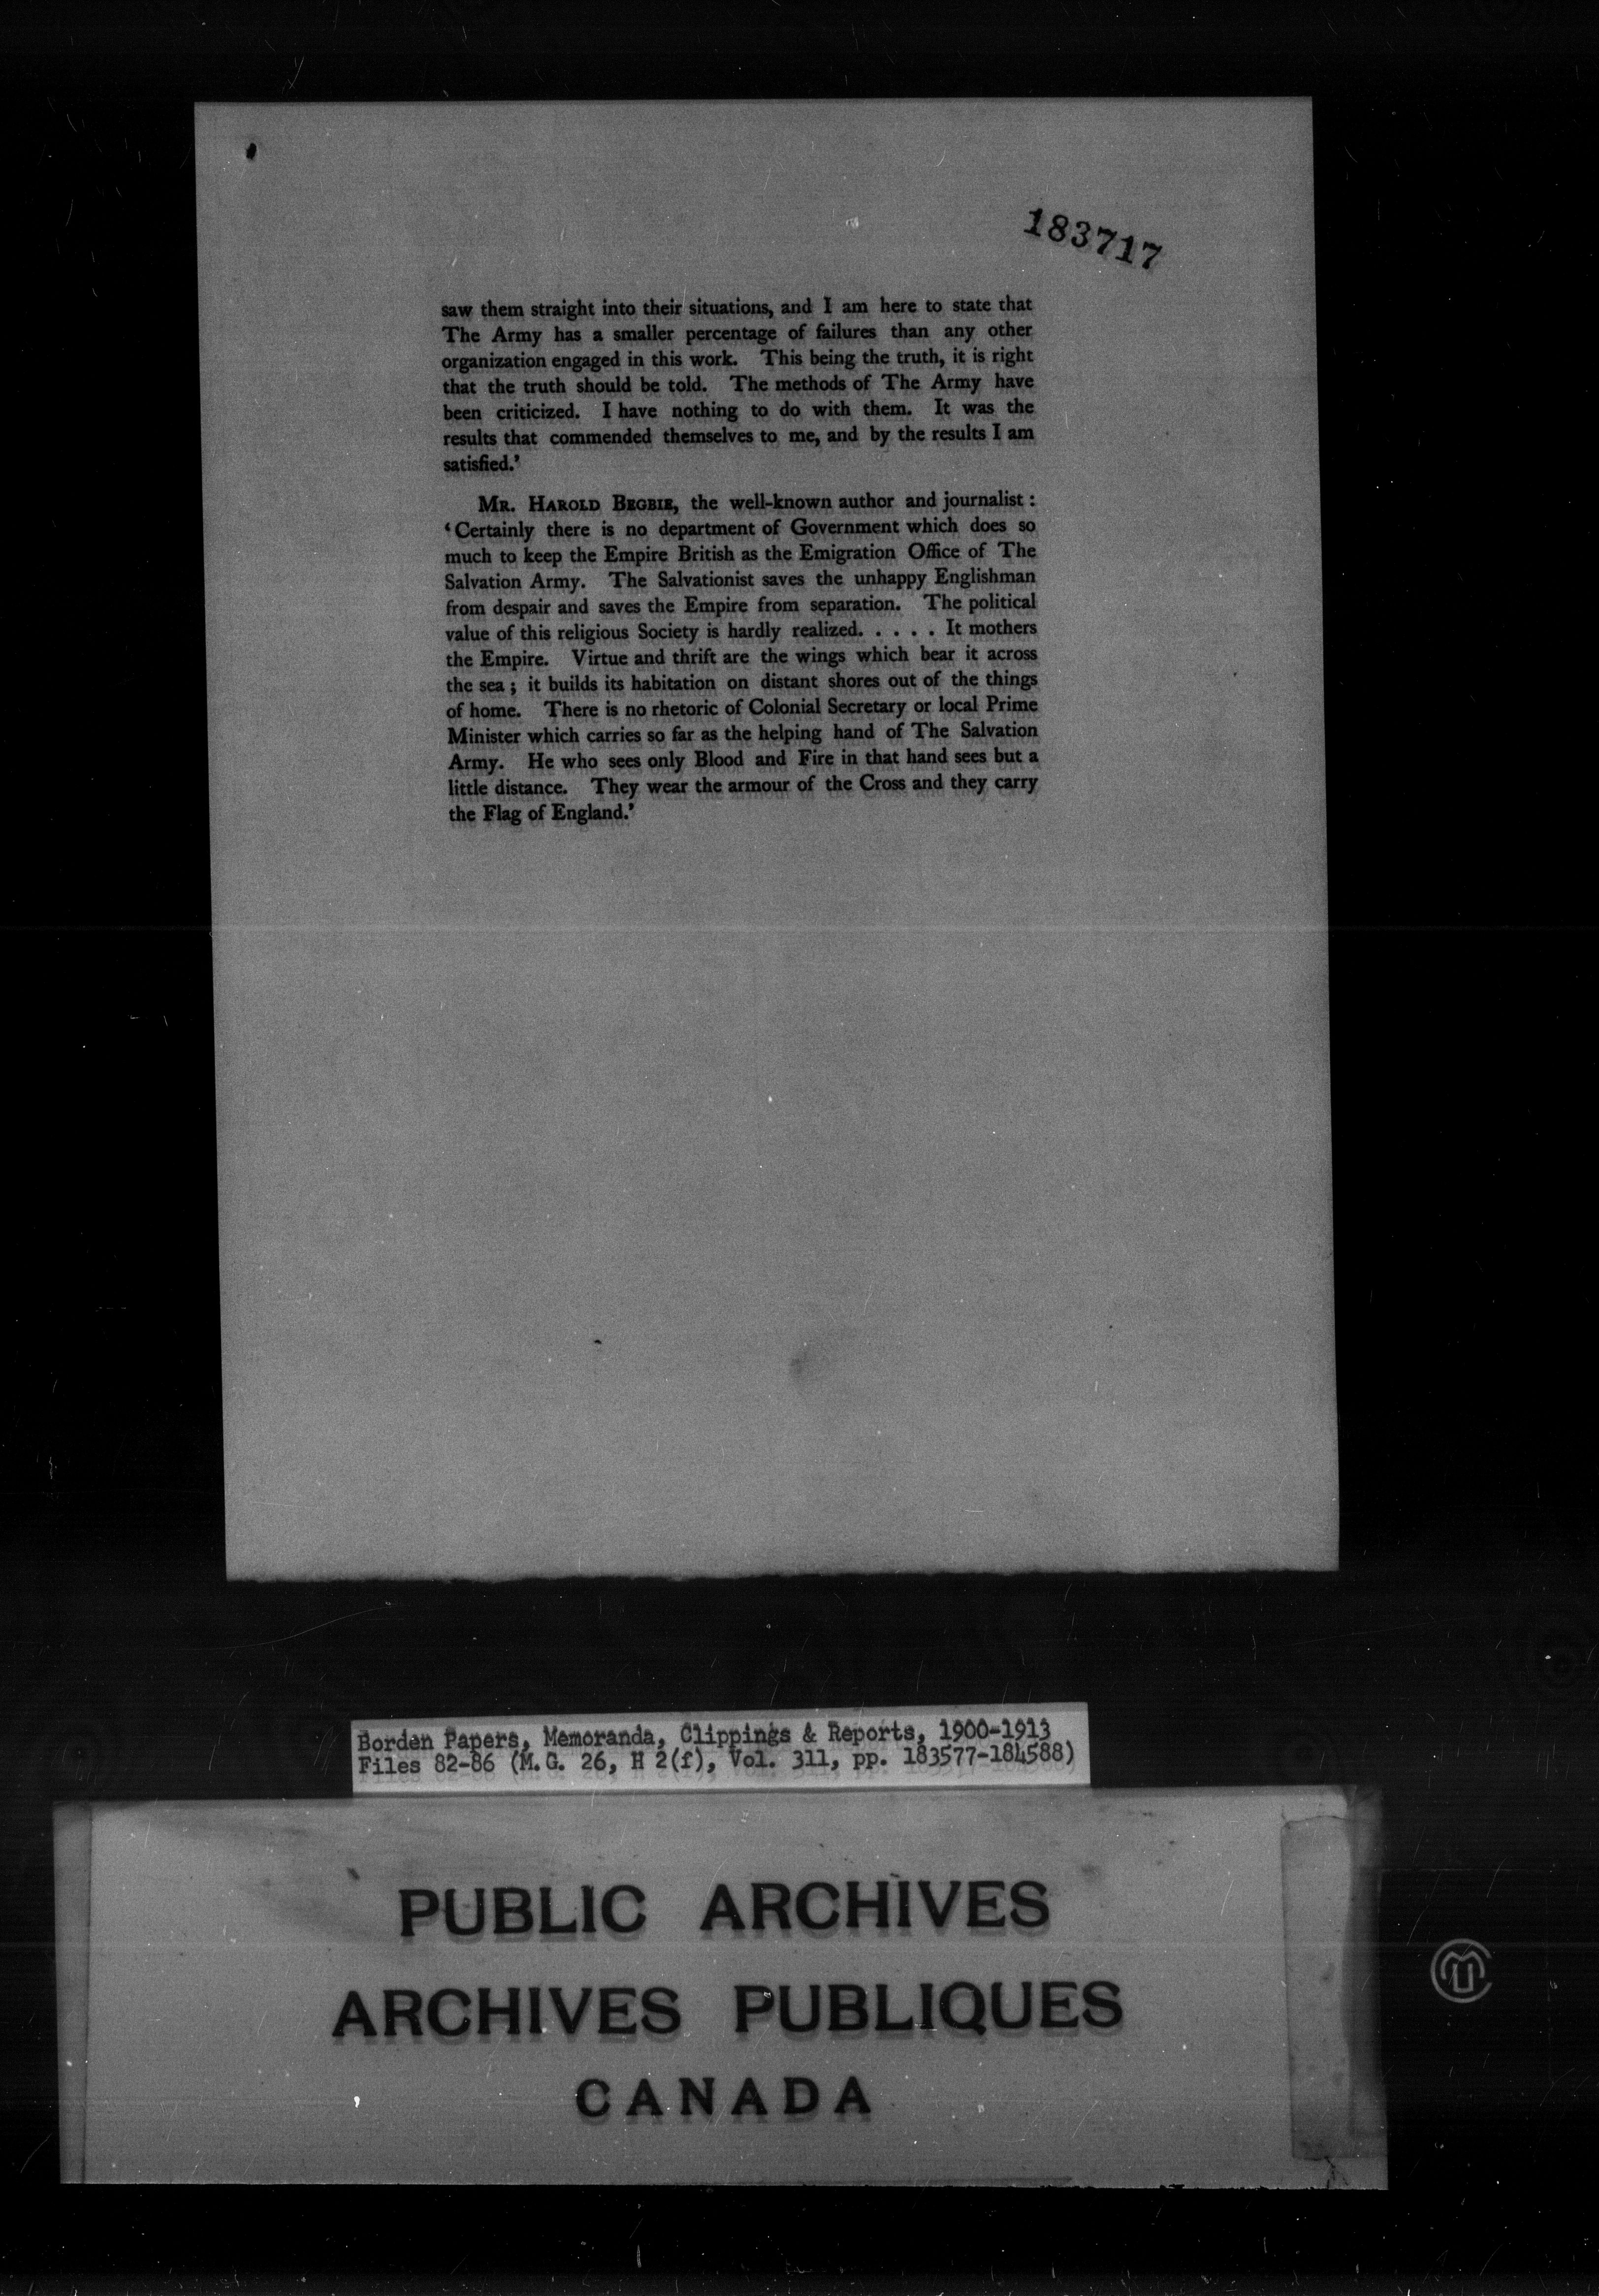 183717
saw them straight into their situations, and I am here to state that
The Army has a smaller percentage of failures than any other
organization engaged in this work. This being the truth, it is right
that the truth should be told. The methods of The Army have
been criticized. I have nothing to do with them. It was the
results that commended themselves to me, and by the results I am
satisfied.'
MR. HAROLD BEGBIE, the well-known author and journalist :
'Certainly there is no department of Government which does so
much to keep the Empire British as the Emigration Office of The
Salvation Army. The Salvationist saves the unhappy Englishman
from despair and saves the Empire from separation. The political
value of this religious Society is hardly realized. . . . . It mothers
the Empire. Virtue and thrift are the wings which bear it across
the sea ; it builds its habitation on distant shores out of the things
of home. There is no rhetoric of Colonial Secretary or local Prime
Minister which carries so far as the helping hand of The Salvation
Army. He who sees only Blood and Fire in that hand sees but a
little distance. They wear the armour of the Cross and they carry
the Flag of England.'
Borden Papers, Memoranda, Clippings & Reports, 1900-1913
Files 82-86 (M.G. 26, H 2(f), Vol. 311, pp. 183577-184588)
PUBLIC ARCHIVES
ARCHIVES PUBLIQUES
CANADA